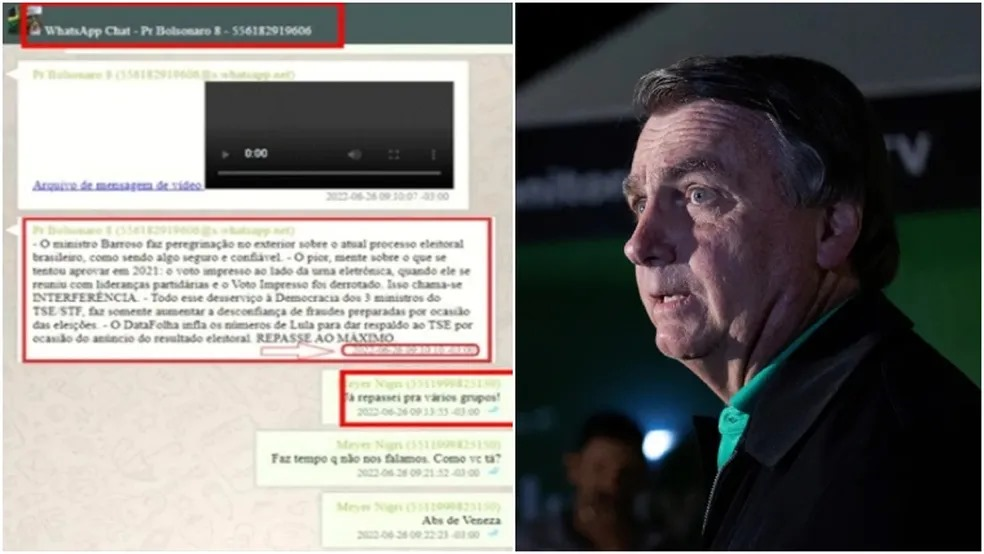 WhatsApp Chat - Pr Bolsonaro 8 - 556182919606
Pr Bolsonaro 8 (556182919606@s.whatsapp.net)
0:00
Arquivo de mensagem de vídeo
2022-06-26 09:10:07 -03:00
Pr Bolsonaro 8 (556182919606@s.whatsapp.net)
- O ministro Barroso faz peregrinação no exterior sobre o atual processo eleitoral
brasileiro, como sendo algo seguro e confiável. - O pior, mente sobre o que se
tentou aprovar em 2021: o voto impresso ao lado da urna eletrônica, quando ele se
reuniu com lideranças partidárias e o Voto Impresso foi derrotado. Isso chama-se
INTERFERÊNCIA. - Todo esse desserviço à Democracia dos 3 ministros do
TSE/STF, faz somente aumentar a desconfiança de fraudes preparadas por ocasião
das eleições. - O DataFolha infla os números de Lula para dar respaldo ao TSE por
ocasião do anúncio do resultado eleitoral. REPASSE AO MÁXIMO
Meyer Nigri
Já repassei pra vários grupos!
2022-06-26 09:13:53 -03:00
Meyer Nigri
Faz tempo q não nos falamos. Como vc tá?
2022-06-26 09:21:52 -03:00
Meyer Nigri
Abs de Veneza
2022-06-26 09:22:23 -03:00
TV